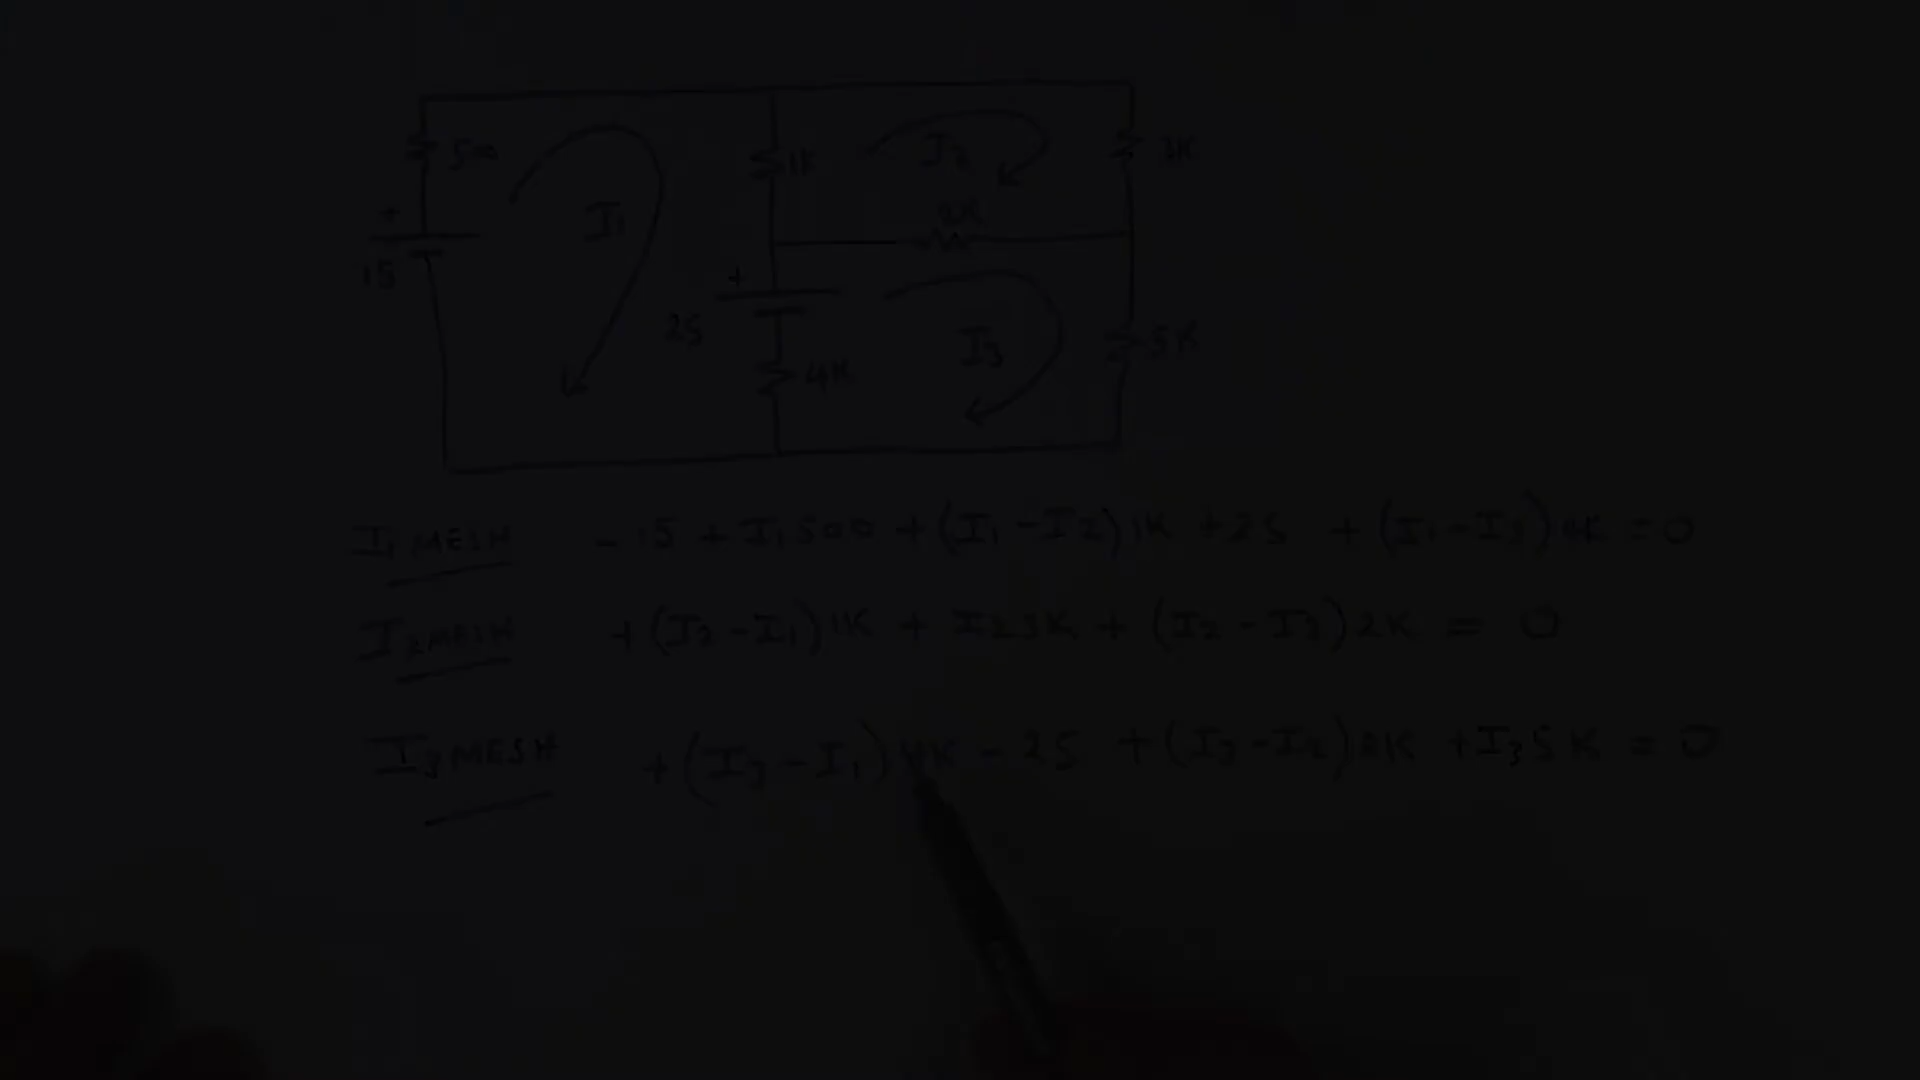 500
I1
1K
I2
3K
2K
+
15
+
25
4K
I3
5K
I1 MESH - 15 + I1 500 + (I1 - I2) 1K + 25 + (I1 - I3) 4K = 0
I2 MESH + (I2 - I1) 1K + I2 3K + (I2 - I3) 2K = 0
I3 MESH + (I3 - I1) 4K - 25 + (I3 - I2) 2K + I3 5K = 0